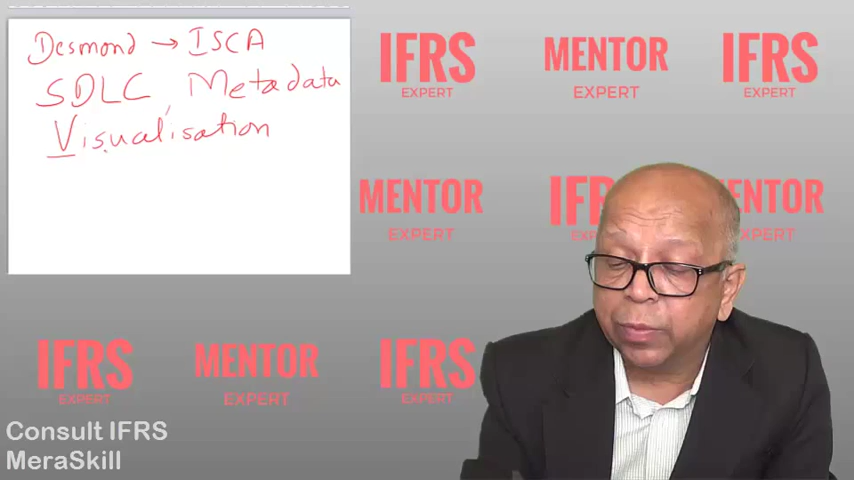 Desmond → ISCA
SDLC, Metadata
Visualisation
IFRS
EXPERT
MENTOR
EXPERT
IFRS
EXPERT
MENTOR
EXPERT
IFRS
MENTOR
EXPERT
IFRS
EXPERT
MENTOR
EXPERT
IFRS
EXPERT
Consult IFRS
MeraSkill